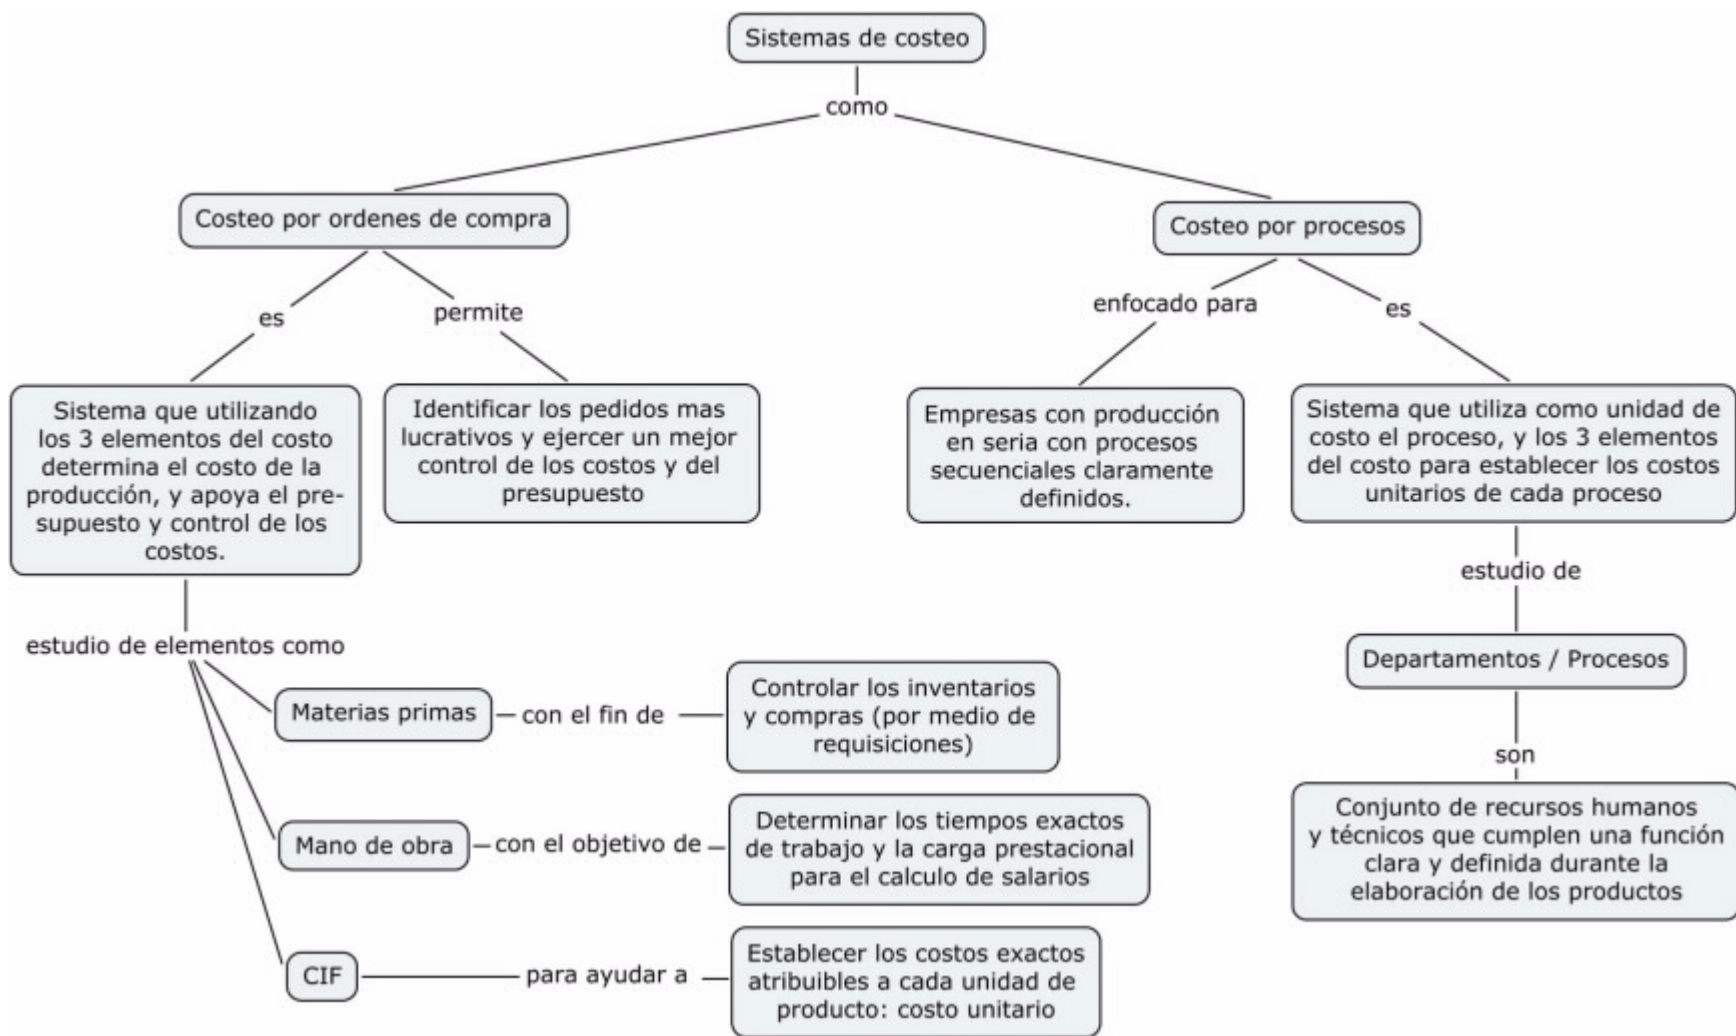 Sistemas de costeo
como
Costeo por ordenes de compra
Costeo por procesos
es
permite
enfocado para
es
Sistema que utilizando
los 3 elementos del costo
determina el costo de la
producción, y apoya el pre-
supuesto y control de los
costos.
Identificar los pedidos mas
lucrativos y ejercer un mejor
control de los costos y del
presupuesto
Empresas con producción
en seria con procesos
secuenciales claramente
definidos.
Sistema que utiliza como unidad de
costo el proceso, y los 3 elementos
del costo para establecer los costos
unitarios de cada proceso
estudio de elementos como
estudio de
Departamentos / Procesos
son
Conjunto de recursos humanos
y técnicos que cumplen una función
clara y definida durante la
elaboración de los productos
Materias primas
con el fin de
Controlar los inventarios
y compras (por medio de
requisiciones)
Mano de obra
con el objetivo de
Determinar los tiempos exactos
de trabajo y la carga prestacional
para el calculo de salarios
CIF
para ayudar a
Establecer los costos exactos
atribuibles a cada unidad de
producto: costo unitario